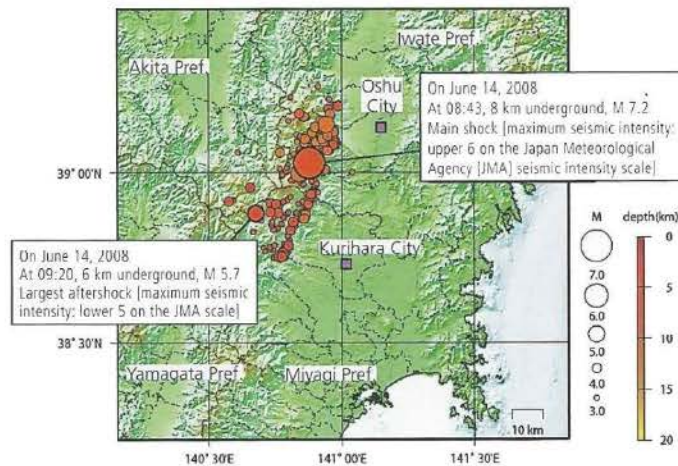 Iwate Pref.
Akita Pref.
Oshu
City
On June 14, 2008
At 08:43, 8 km underground, M 7.2
Main shock [maximum seismic intensity:
upper 6 on the Japan Meteorological
Agency [JMA] seismic intensity scale]
39°00'N
On June 14, 2008
At 09:20, 6 km underground, M 5.7
Largest aftershock [maximum seismic
intensity: lower 5 on the JMA scale]
Kurihara City
38°30'N
Yamagata Pref.
Miyagi Pref.
10 km
140°30'E
141°00'E
141°30'E
M
7.0
6.0
5.0
4.0
3.0
depth(km)
0
5
10
15
20